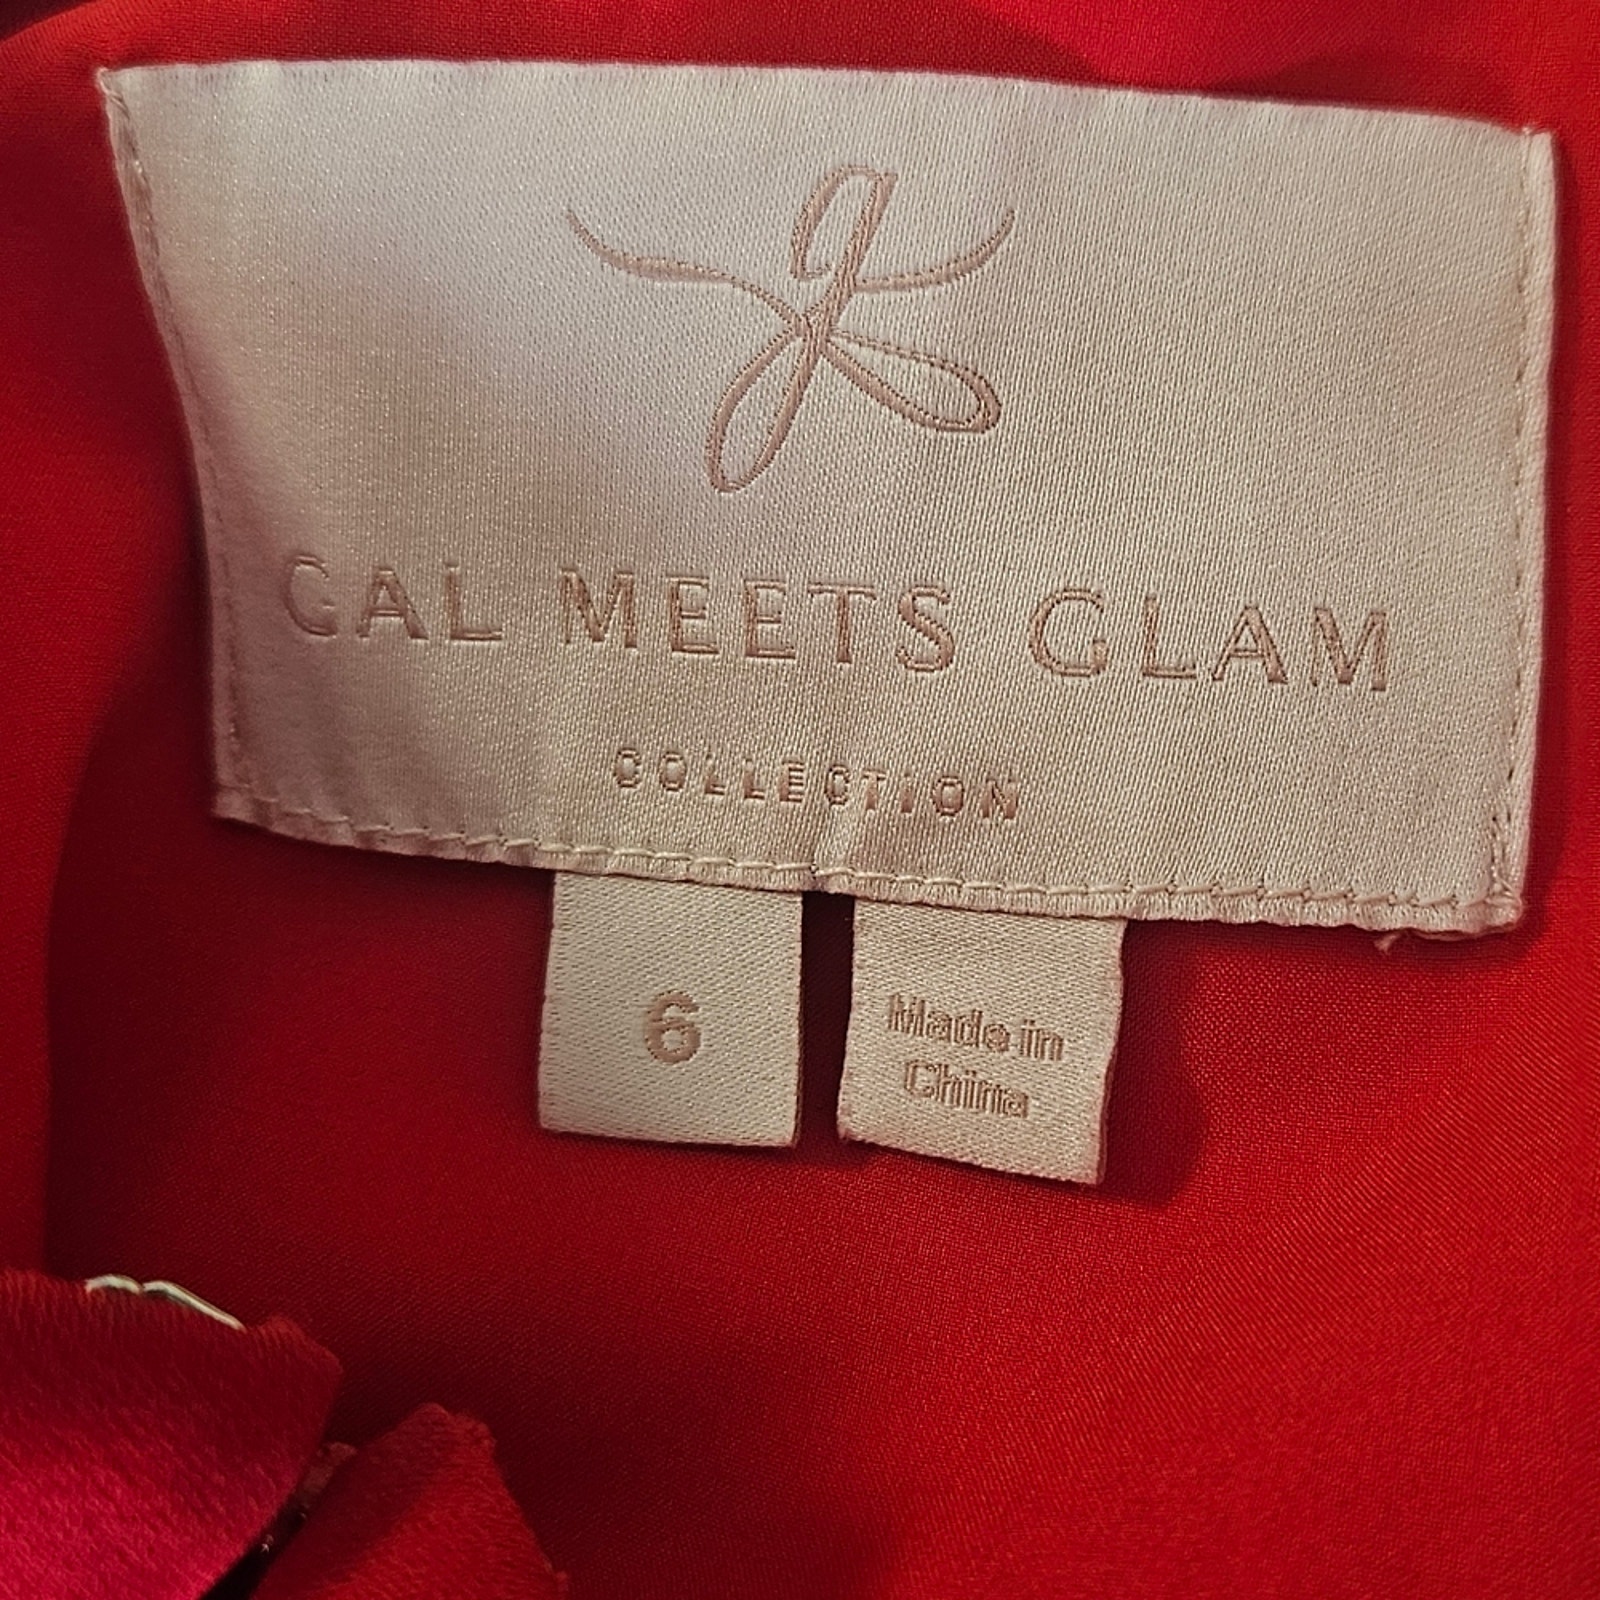 g
GAL MEETS GLAM
COLLECTION
6
Made in
China